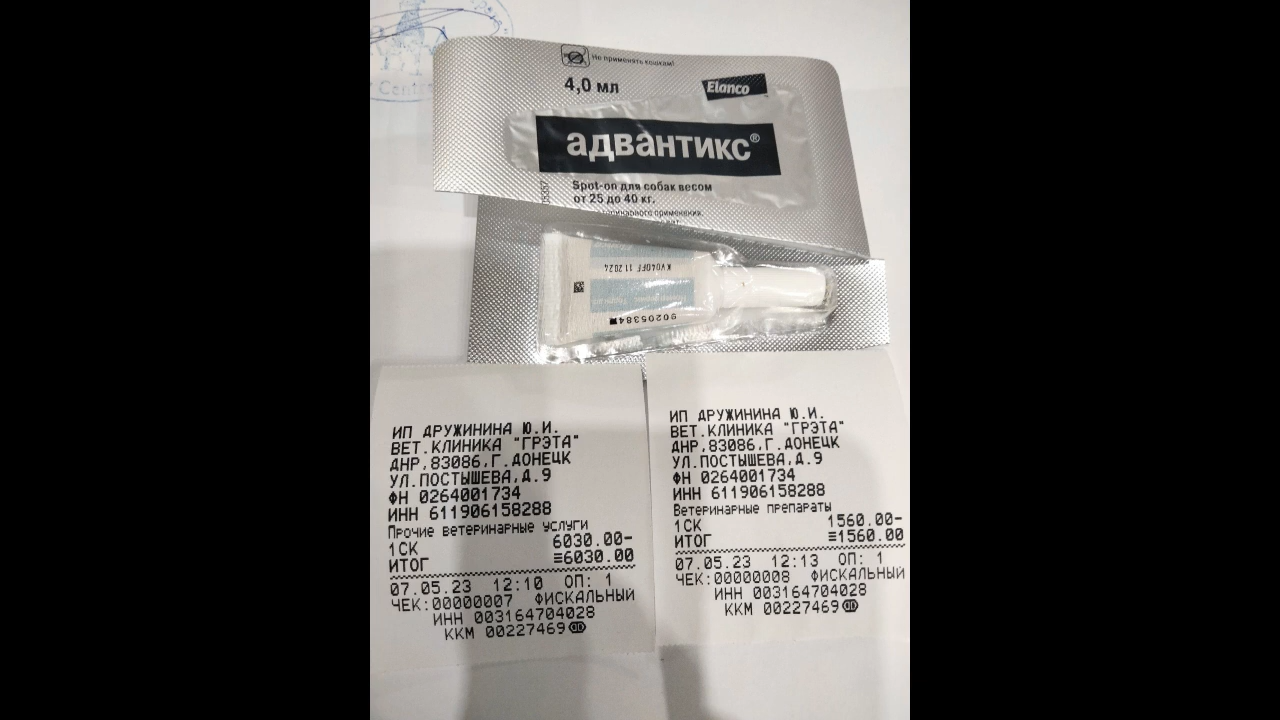 Не применять кошкам!
4,0 мл
Elanco
адвантикс®
Spot-on для собак весом
от 25 до 40 кг.
KV04OFF 11 2024
90205384
ИП ДРУЖИНИНА Ю.И.
ВЕТ.КЛИНИКА "ГРЭТА"
ДНР,83086,Г.ДОНЕЦК
УЛ.ПОСТЫШЕВА,Д.9
ФН 0264001734
ИНН 611906158288
Прочие ветеринарные услуги
1СК 6030.00-
ИТОГ ≡6030.00
07.05.23 12:10 ОП: 1
ЧЕК:00000007 ФИСКАЛЬНЫЙ
ИНН 003164704028
ККМ 00227469
ИП ДРУЖИНИНА Ю.И.
ВЕТ.КЛИНИКА "ГРЭТА"
ДНР,83086,Г.ДОНЕЦК
УЛ.ПОСТЫШЕВА,Д.9
ФН 0264001734
ИНН 611906158288
Ветеринарные препараты
1СК 1560.00-
ИТОГ ≡1560.00
07.05.23 12:13 ОП: 1
ЧЕК:00000008 ФИСКАЛЬНЫЙ
ИНН 003164704028
ККМ 00227469